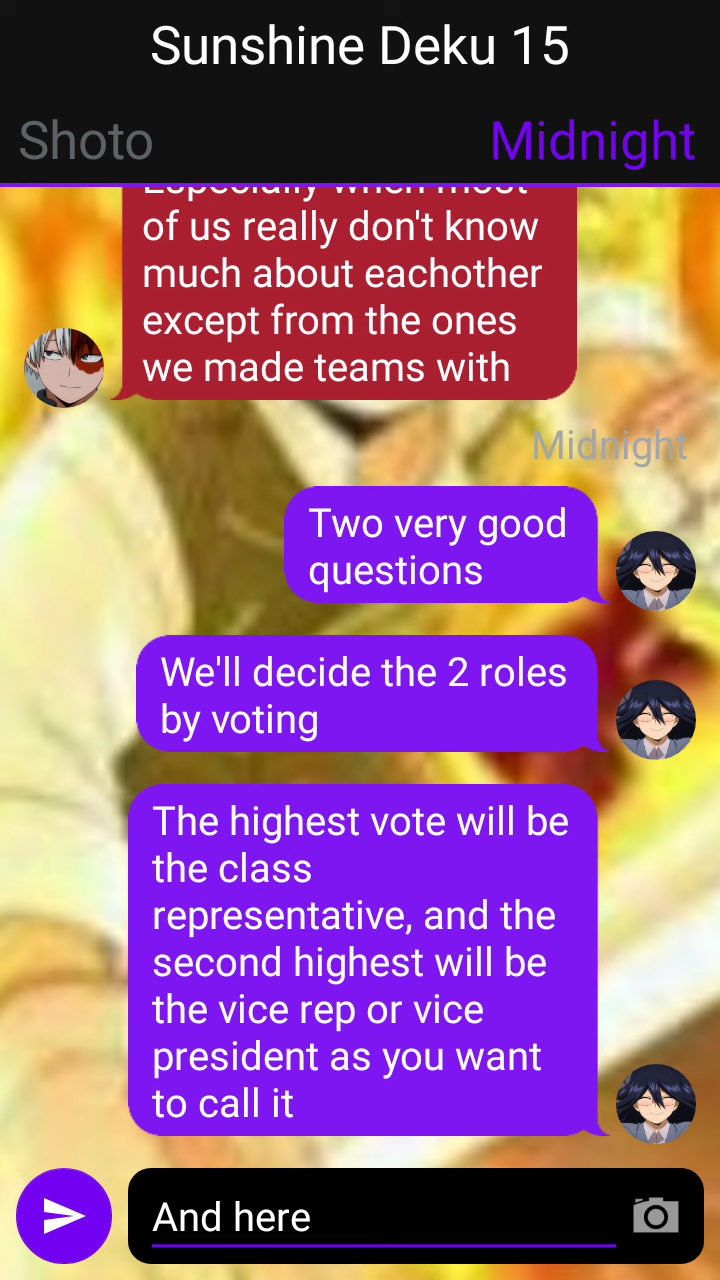 Sunshine Deku 15
Shoto
Midnight
Especially when most
of us really don't know
much about eachother
except from the ones
we made teams with
Midnight
Two very good
questions
We'll decide the 2 roles
by voting
The highest vote will be
the class
representative, and the
second highest will be
the vice rep or vice
president as you want
to call it
And here